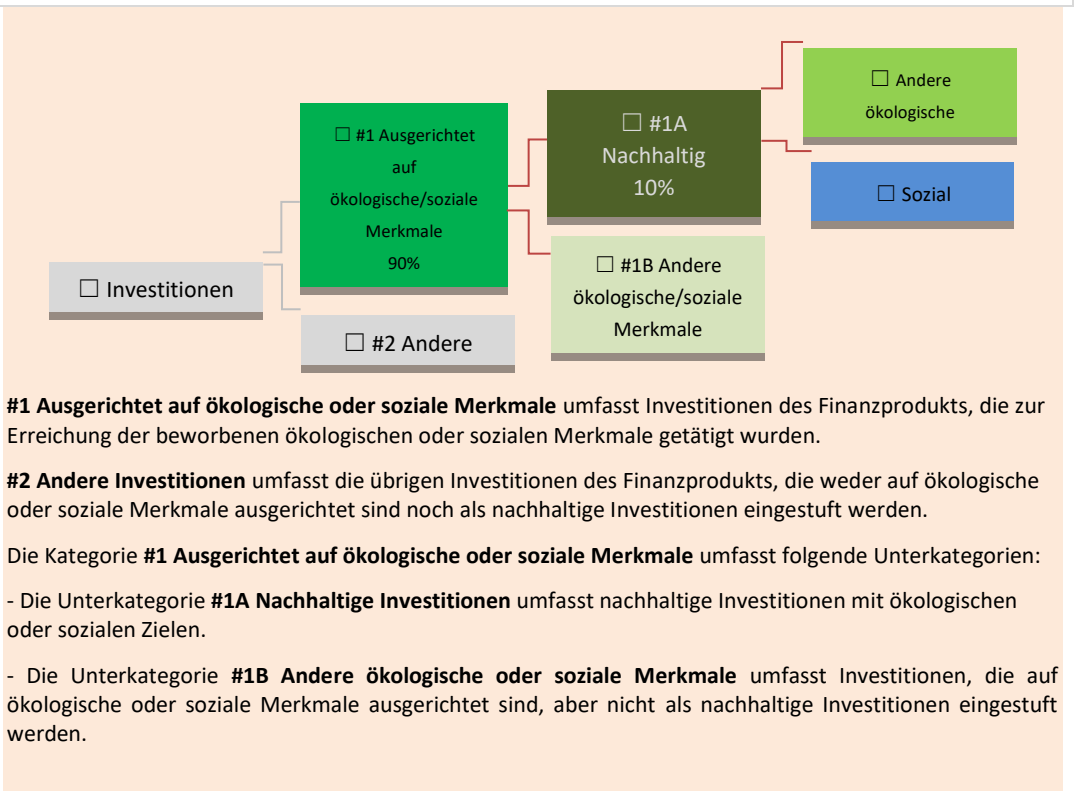 ☐ Investitionen
☐ #1 Ausgerichtet
auf
ökologische/soziale
Merkmale
90%
☐ #2 Andere
☐ #1A
Nachhaltig
10%
☐ #1B Andere
ökologische/soziale
Merkmale
☐ Andere
ökologische
☐ Sozial
#1 Ausgerichtet auf ökologische oder soziale Merkmale umfasst Investitionen des Finanzprodukts, die zur
Erreichung der beworbenen ökologischen oder sozialen Merkmale getätigt wurden.
#2 Andere Investitionen umfasst die übrigen Investitionen des Finanzprodukts, die weder auf ökologische
oder soziale Merkmale ausgerichtet sind noch als nachhaltige Investitionen eingestuft werden.
Die Kategorie #1 Ausgerichtet auf ökologische oder soziale Merkmale umfasst folgende Unterkategorien:
- Die Unterkategorie #1A Nachhaltige Investitionen umfasst nachhaltige Investitionen mit ökologischen
oder sozialen Zielen.
- Die Unterkategorie #1B Andere ökologische oder soziale Merkmale umfasst Investitionen, die auf
ökologische oder soziale Merkmale ausgerichtet sind, aber nicht als nachhaltige Investitionen eingestuft
werden.